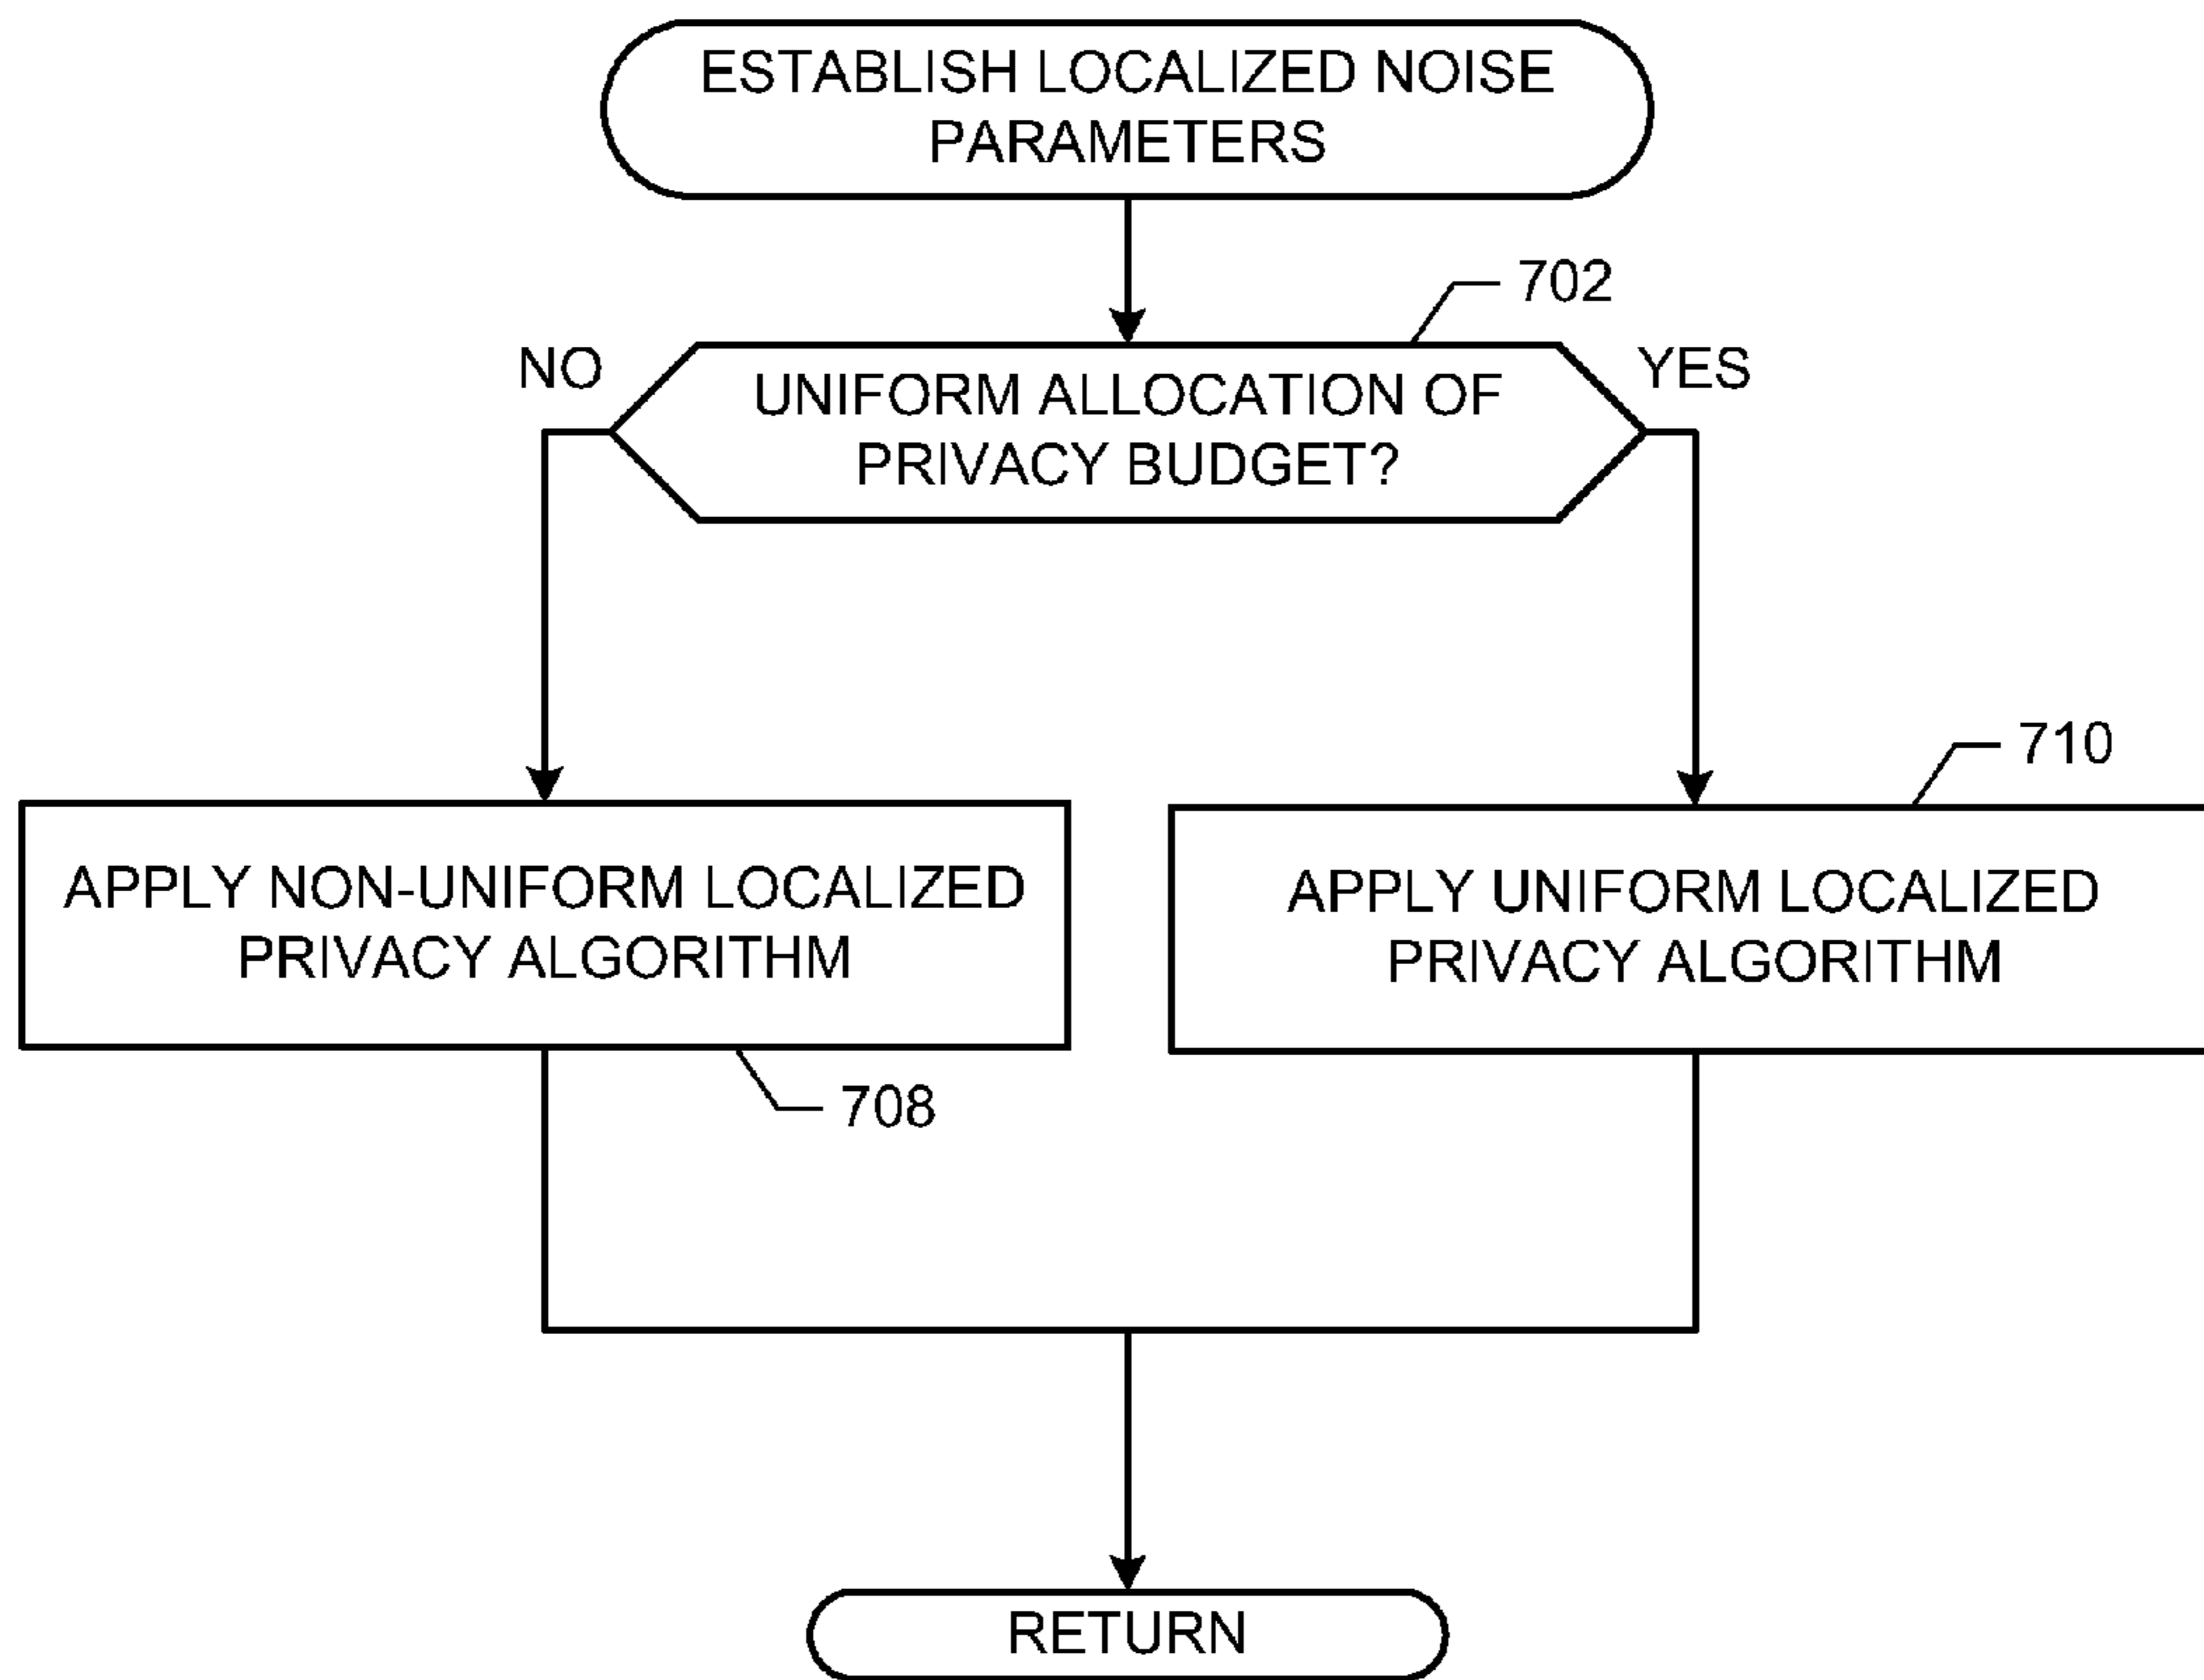 ESTABLISH LOCALIZED NOISE
PARAMETERS
702
NO
YES
UNIFORM ALLOCATION OF
PRIVACY BUDGET?
710
APPLY NON-UNIFORM LOCALIZED
PRIVACY ALGORITHM
APPLY UNIFORM LOCALIZED
PRIVACY ALGORITHM
708
RETURN